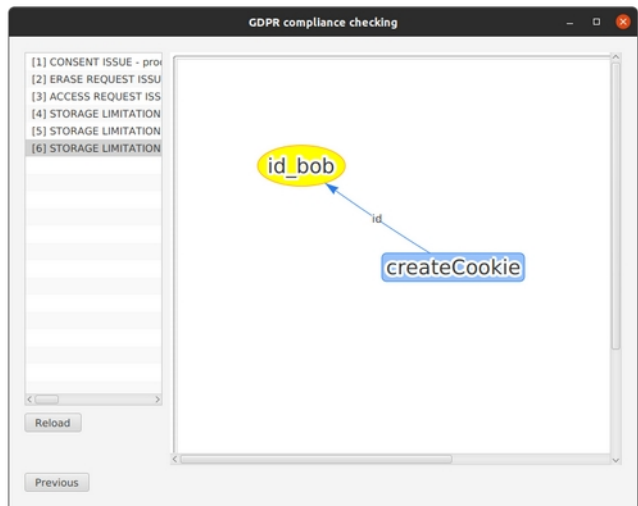 GDPR compliance checking
[1] CONSENT ISSUE - pro
[2] ERASE REQUEST ISSU
[3] ACCESS REQUEST ISS
[4] STORAGE LIMITATION
[5] STORAGE LIMITATION
[6] STORAGE LIMITATION
id_bob
id
createCookie
Reload
Previous